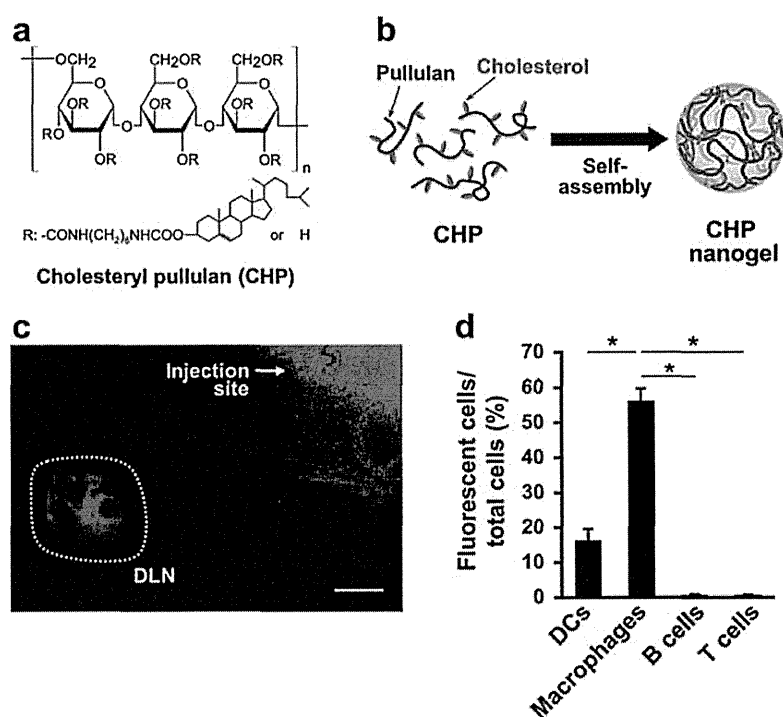 a
OCH2
CH2OR
CH2OR
O
O
O
OR
OR
OR
RO
O
O
OR
OR
OR
n
R: -CONH(CH2)6NHCOO
or H
Cholesteryl pullulan (CHP)
b
Pullulan
Cholesterol
Self-
assembly
CHP
CHP
nanogel
c
Injection
site
DLN
d
Fluorescent cells/
total cells (%)
70
60
50
40
30
20
10
0
*
*
*
DCs
Macrophages
B cells
T cells